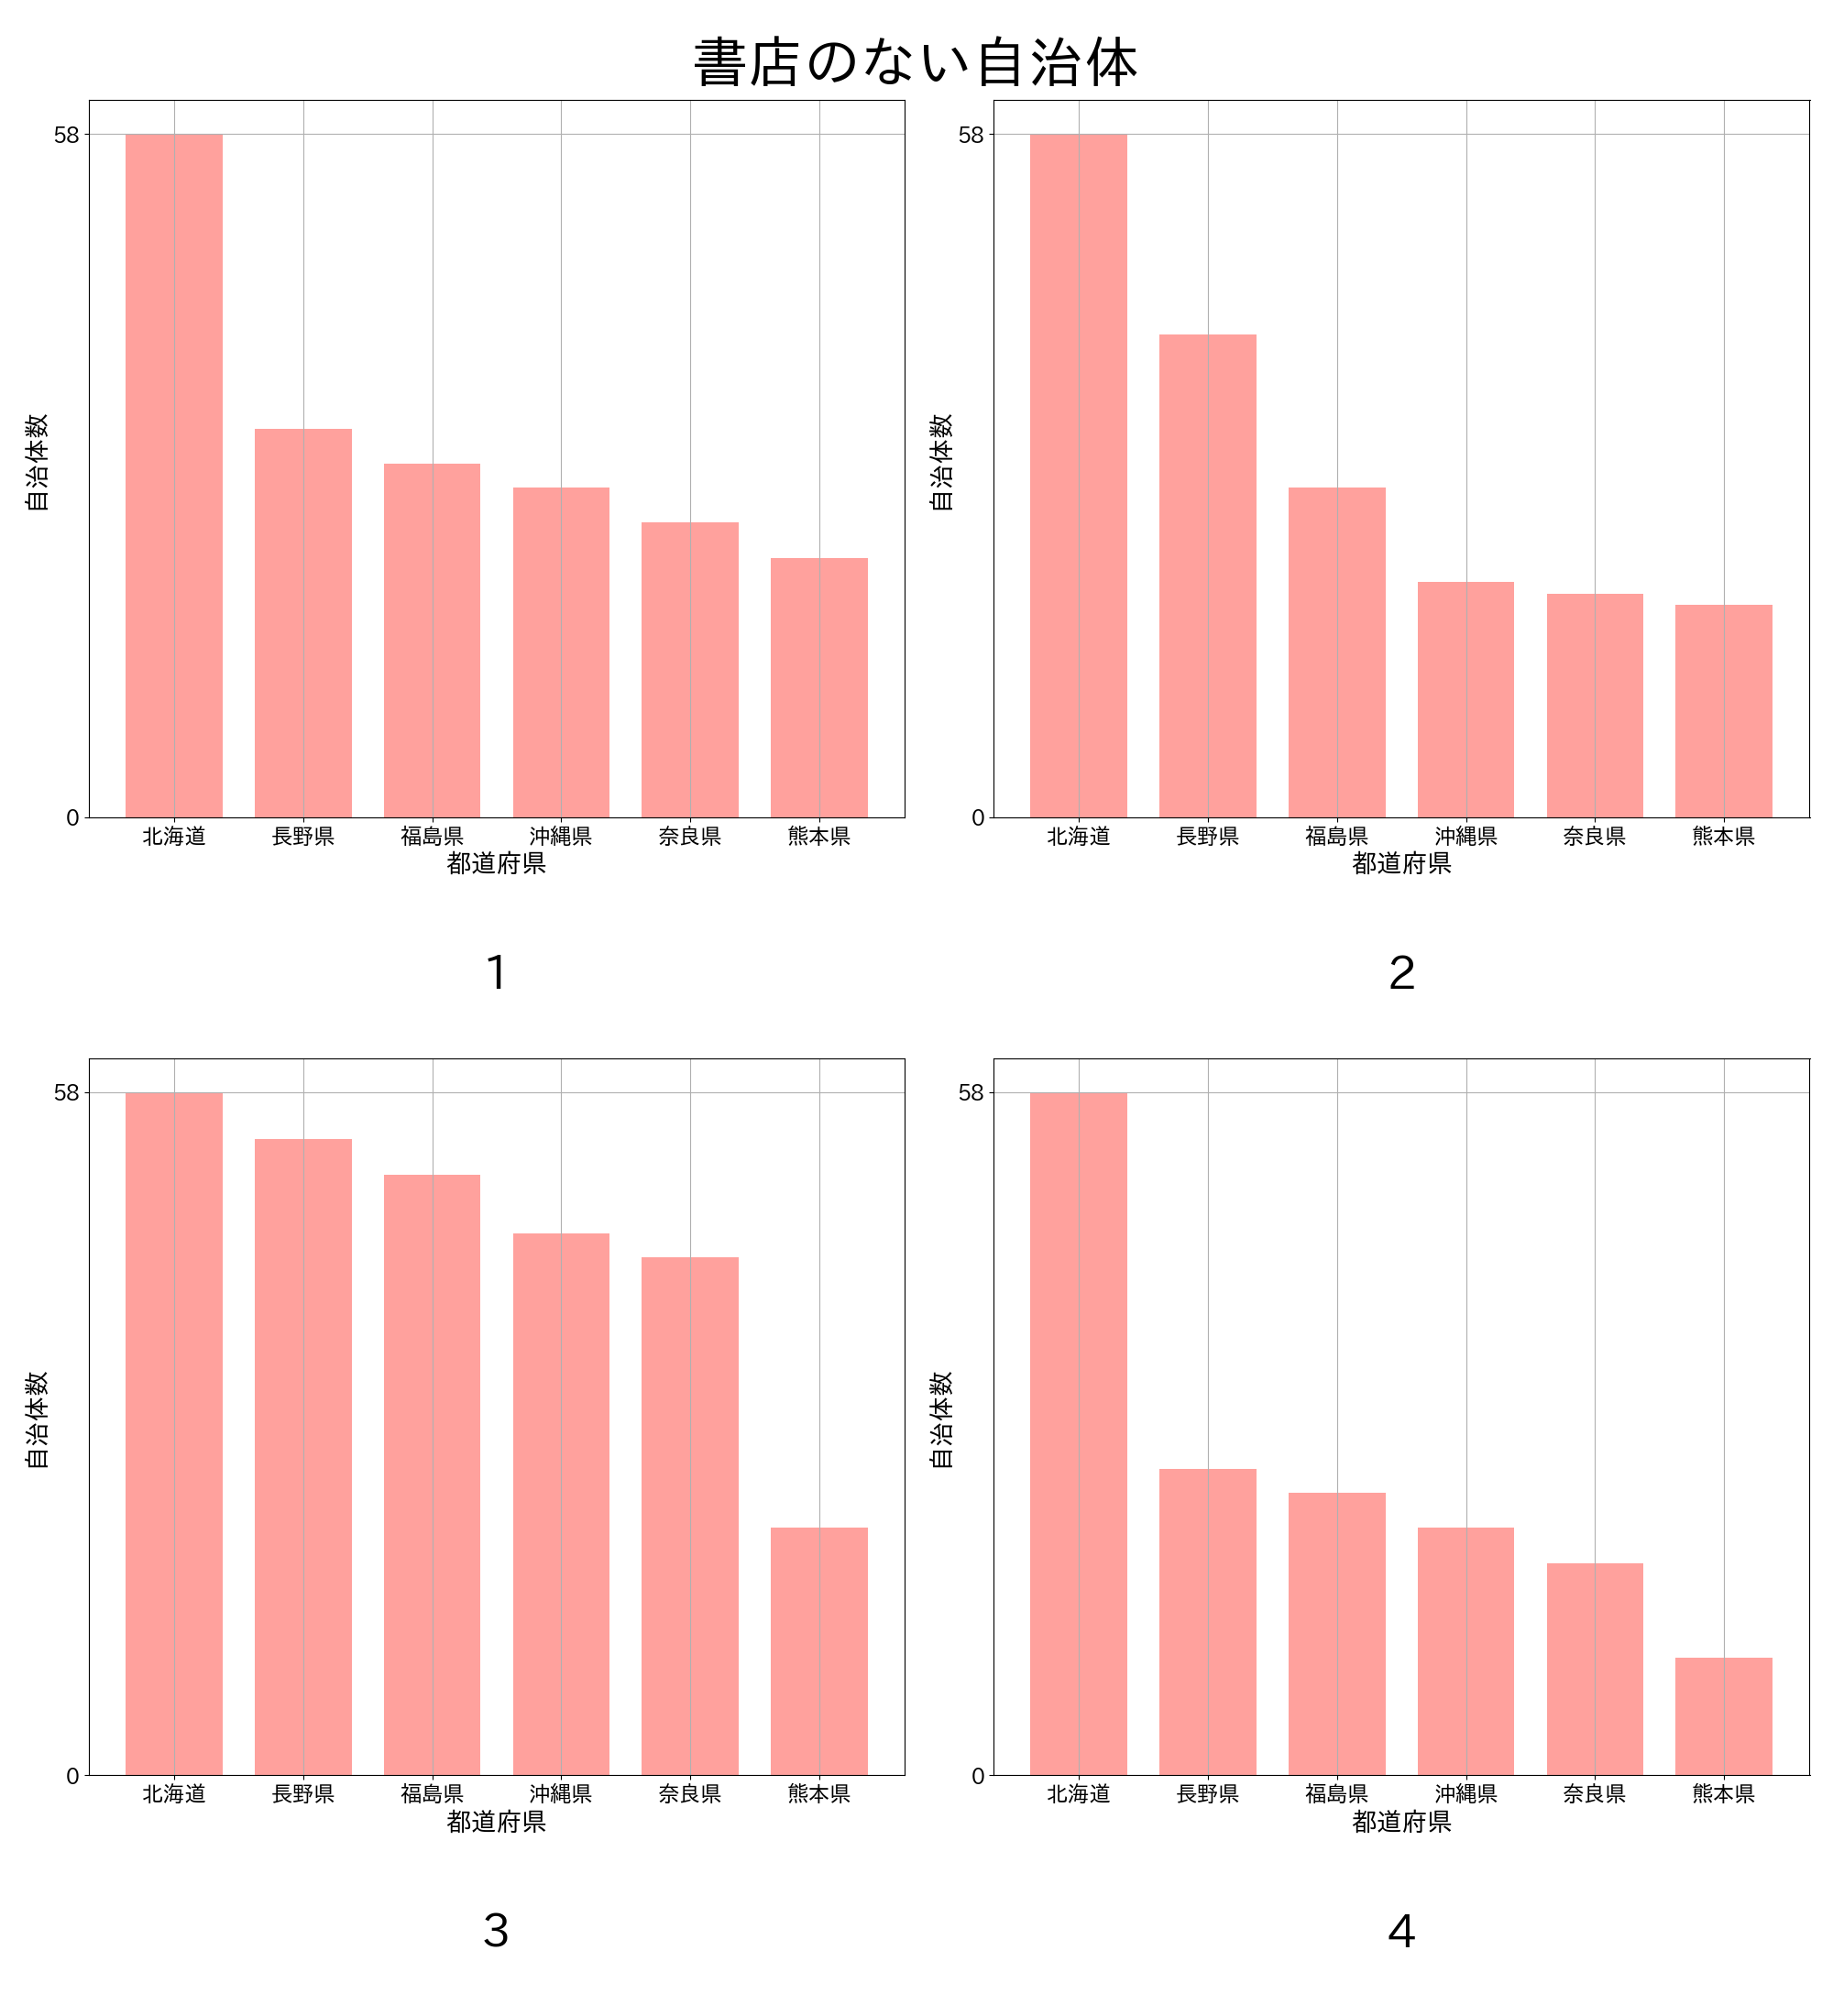 書店のない自治体
58
0
自治体数
北海道 長野県 福島県 沖縄県 奈良県 熊本県
都道府県
1
58
0
自治体数
北海道 長野県 福島県 沖縄県 奈良県 熊本県
都道府県
2
58
0
自治体数
北海道 長野県 福島県 沖縄県 奈良県 熊本県
都道府県
3
58
0
自治体数
北海道 長野県 福島県 沖縄県 奈良県 熊本県
都道府県
4